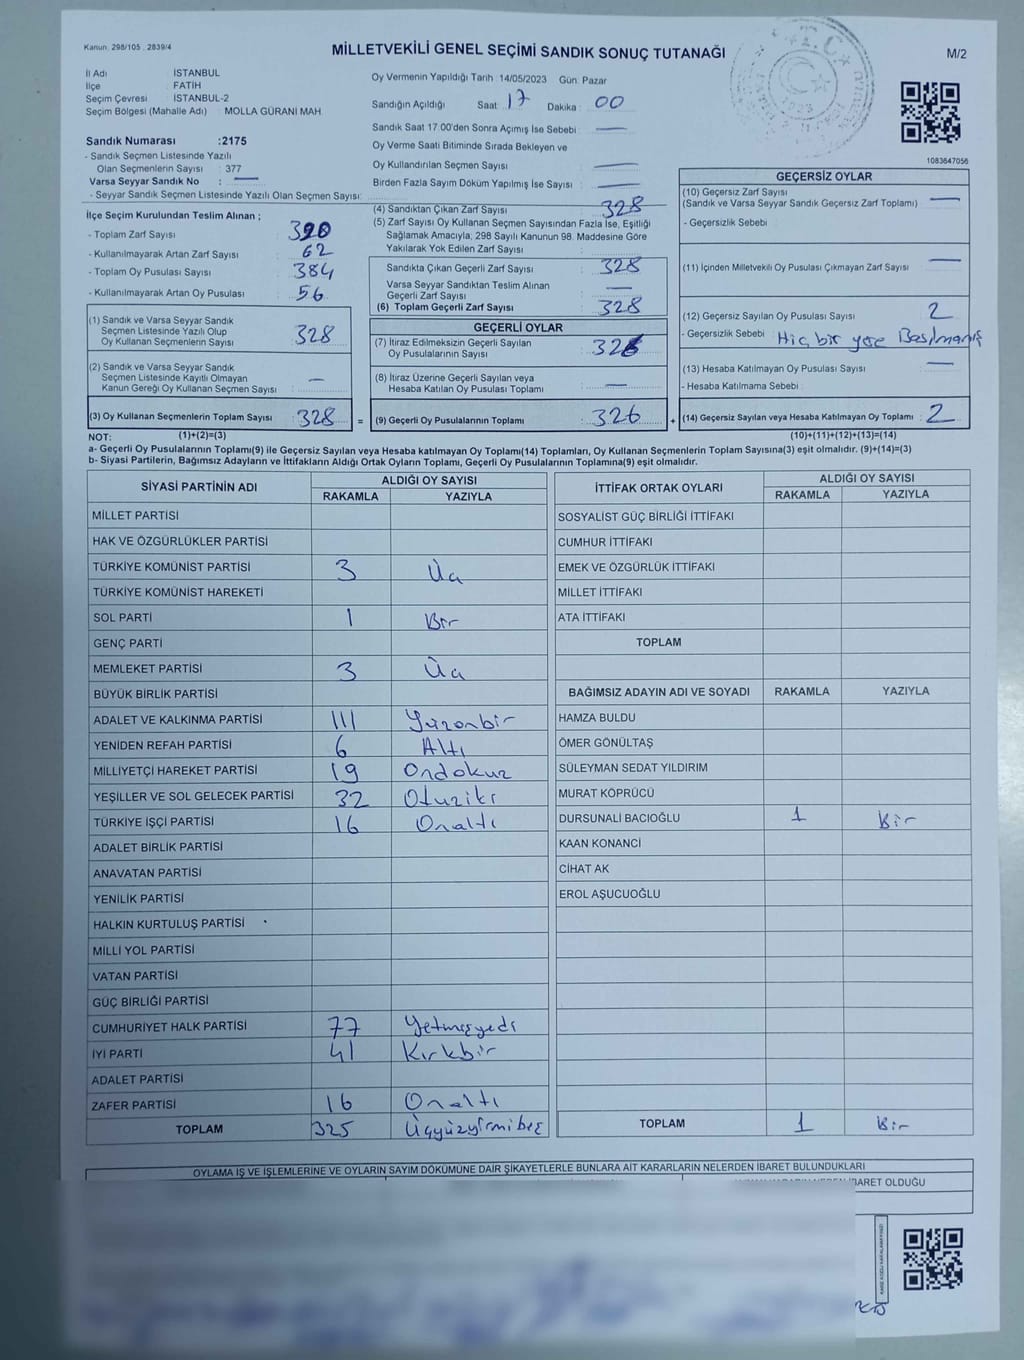 Kanun: 298/105 , 2839/4
MİLLETVEKİLİ GENEL SEÇİMİ SANDIK SONUÇ TUTANAĞI
M/2
T.C.
İl Adı : İSTANBUL
İlçe : FATİH
Seçim Çevresi : İSTANBUL-2
Seçim Bölgesi (Mahalle Adı) : MOLLA GÜRANİ MAH.
Oy Vermenin Yapıldığı Tarih 14/05/2023 Gün: Pazar
Sandığın Açıldığı Saat: 17 Dakika: 00
Sandık Saat 17:00'den Sonra Açımış İse Sebebi : —
Oy Verme Saati Bitiminde Sırada Bekleyen ve
Oy Kullandırılan Seçmen Sayısı : —
Birden Fazla Sayım Döküm Yapılmış İse Sayısı : —
1083647056
Sandık Numarası :2175
- Sandık Seçmen Listesinde Yazılı
Olan Seçmenlerin Sayısı : 377
Varsa Seyyar Sandık No : —
- Seyyar Sandık Seçmen Listesinde Yazılı Olan Seçmen Sayısı:
İlçe Seçim Kurulundan Teslim Alınan ;
- Toplam Zarf Sayısı : 390
- Kullanılmayarak Artan Zarf Sayısı : 62
- Toplam Oy Pusulası Sayısı : 384
- Kullanılmayarak Artan Oy Pusulası : 56
(1) Sandık ve Varsa Seyyar Sandık
Seçmen Listesinde Yazılı Olup
Oy Kullanan Seçmenlerin Sayısı : 328
(2) Sandık ve Varsa Seyyar Sandık
Seçmen Listesinde Kayıtlı Olmayan
Kanun Gereği Oy Kullanan Seçmen Sayısı : —
(3) Oy Kullanan Seçmenlerin Toplam Sayısı : 328 =
(1)+(2)=(3)
(4) Sandıktan Çıkan Zarf Sayısı : 328
(5) Zarf Sayısı Oy Kullanan Seçmen Sayısından Fazla İse, Eşitliği
Sağlamak Amacıyla, 298 Sayılı Kanunun 98. Maddesine Göre
Yakılarak Yok Edilen Zarf Sayısı :
Sandıkta Çıkan Geçerli Zarf Sayısı : 328
Varsa Seyyar Sandıktan Teslim Alınan
Geçerli Zarf Sayısı : —
(6) Toplam Geçerli Zarf Sayısı : 328
GEÇERLİ OYLAR
(7) İtiraz Edilmeksizin Geçerli Sayılan
Oy Pusulalarının Sayısı : 326
(8) İtiraz Üzerine Geçerli Sayılan veya
Hesaba Katılan Oy Pusulası Toplamı : —
(9) Geçerli Oy Pusulalarının Toplamı : 326 +
GEÇERSİZ OYLAR
(10) Geçersiz Zarf Sayısı
(Sandık ve Varsa Seyyar Sandık Geçersiz Zarf Toplamı) : —
- Geçersizlik Sebebi :
(11) İçinden Milletvekili Oy Pusulası Çıkmayan Zarf Sayısı : —
(12) Geçersiz Sayılan Oy Pusulası Sayısı : 2
- Geçersizlik Sebebi : Hiç bir yere Basılmamış
(13) Hesaba Katılmayan Oy Pusulası Sayısı : —
- Hesaba Katılmama Sebebi :
(14) Geçersiz Sayılan veya Hesaba Katılmayan Oy Toplamı : 2
(10)+(11)+(12)+(13)=(14)
NOT:
a- Geçerli Oy Pusulalarının Toplamı(9) ile Geçersiz Sayılan veya Hesaba katılmayan Oy Toplamı(14) Toplamları, Oy Kullanan Seçmenlerin Toplam Sayısına(3) eşit olmalıdır. (9)+(14)=(3)
b- Siyasi Partilerin, Bağımsız Adayların ve İttifakların Aldığı Ortak Oyların Toplamı, Geçerli Oy Pusulalarının Toplamına(9) eşit olmalıdır.
SİYASİ PARTİNİN ADI ALDIĞI OY SAYISI
RAKAMLA YAZIYLA
MİLLET PARTİSİ
HAK VE ÖZGÜRLÜKLER PARTİSİ
TÜRKİYE KOMÜNİST PARTİSİ 3 Üç
TÜRKİYE KOMÜNİST HAREKETİ
SOL PARTİ 1 Bir
GENÇ PARTİ
MEMLEKET PARTİSİ 3 Üç
BÜYÜK BİRLİK PARTİSİ
ADALET VE KALKINMA PARTİSİ 111 Yüzonbir
YENİDEN REFAH PARTİSİ 6 Altı
MİLLİYETÇİ HAREKET PARTİSİ 19 Ondokuz
YEŞİLLER VE SOL GELECEK PARTİSİ 32 Otuziki
TÜRKİYE İŞÇİ PARTİSİ 16 Onaltı
ADALET BİRLİK PARTİSİ
ANAVATAN PARTİSİ
YENİLİK PARTİSİ
HALKIN KURTULUŞ PARTİSİ
MİLLİ YOL PARTİSİ
VATAN PARTİSİ
GÜÇ BİRLİĞİ PARTİSİ
CUMHURİYET HALK PARTİSİ 77 Yetmişyedi
İYİ PARTİ 41 Kırkbir
ADALET PARTİSİ
ZAFER PARTİSİ 16 Onaltı
TOPLAM 325 Üçyüzyirmibeş
İTTİFAK ORTAK OYLARI ALDIĞI OY SAYISI
RAKAMLA YAZIYLA
SOSYALİST GÜÇ BİRLİĞİ İTTİFAKI
CUMHUR İTTİFAKI
EMEK VE ÖZGÜRLÜK İTTİFAKI
MİLLET İTTİFAKI
ATA İTTİFAKI
TOPLAM
BAĞIMSIZ ADAYIN ADI VE SOYADI RAKAMLA YAZIYLA
HAMZA BULDU
ÖMER GÖNÜLTAŞ
SÜLEYMAN SEDAT YILDIRIM
MURAT KÖPRÜCÜ
DURSUNALİ BACIOĞLU 1 Bir
KAAN KONANCİ
CİHAT AK
EROL AŞUCUOĞLU
TOPLAM 1 Bir
OYLAMA İŞ VE İŞLEMLERİNE VE OYLARIN SAYIM DÖKÜMÜNE DAİR ŞİKAYETLERLE BUNLARA AİT KARARLARIN NELERDEN İBARET BULUNDUKLARI
İBARET OLDUĞU